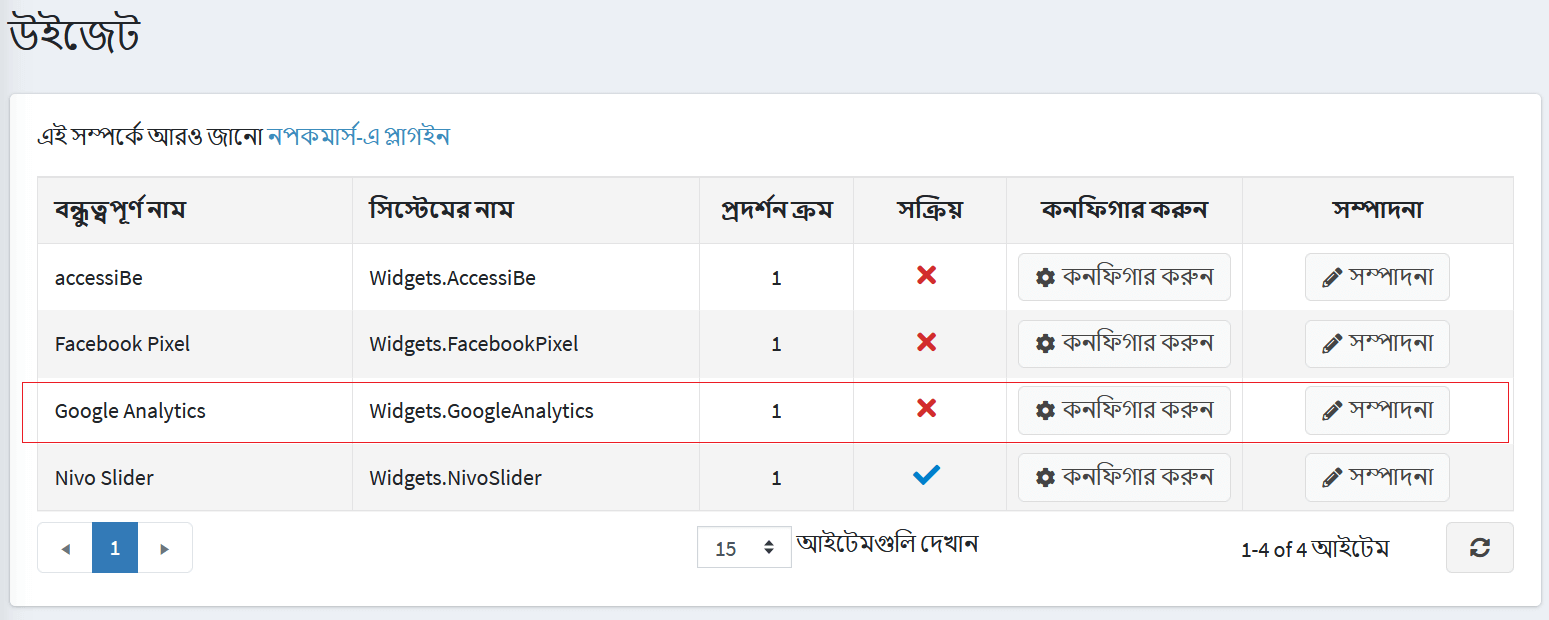 উইজেট
এই সম্পর্কে আরও জানো নপকমার্স-এ প্লাগইন
বন্ধুত্বপূর্ণ নাম সিস্টেমের নাম প্রদর্শন ক্রম সক্রিয় কনফিগার করুন সম্পাদনা
accessiBe Widgets.AccessiBe 1 কনফিগার করুন সম্পাদনা
Facebook Pixel Widgets.FacebookPixel 1 কনফিগার করুন সম্পাদনা
Google Analytics Widgets.GoogleAnalytics 1 কনফিগার করুন সম্পাদনা
Nivo Slider Widgets.NivoSlider 1 কনফিগার করুন সম্পাদনা
1 15 আইটেমগুলি দেখান 1-4 of 4 আইটেম